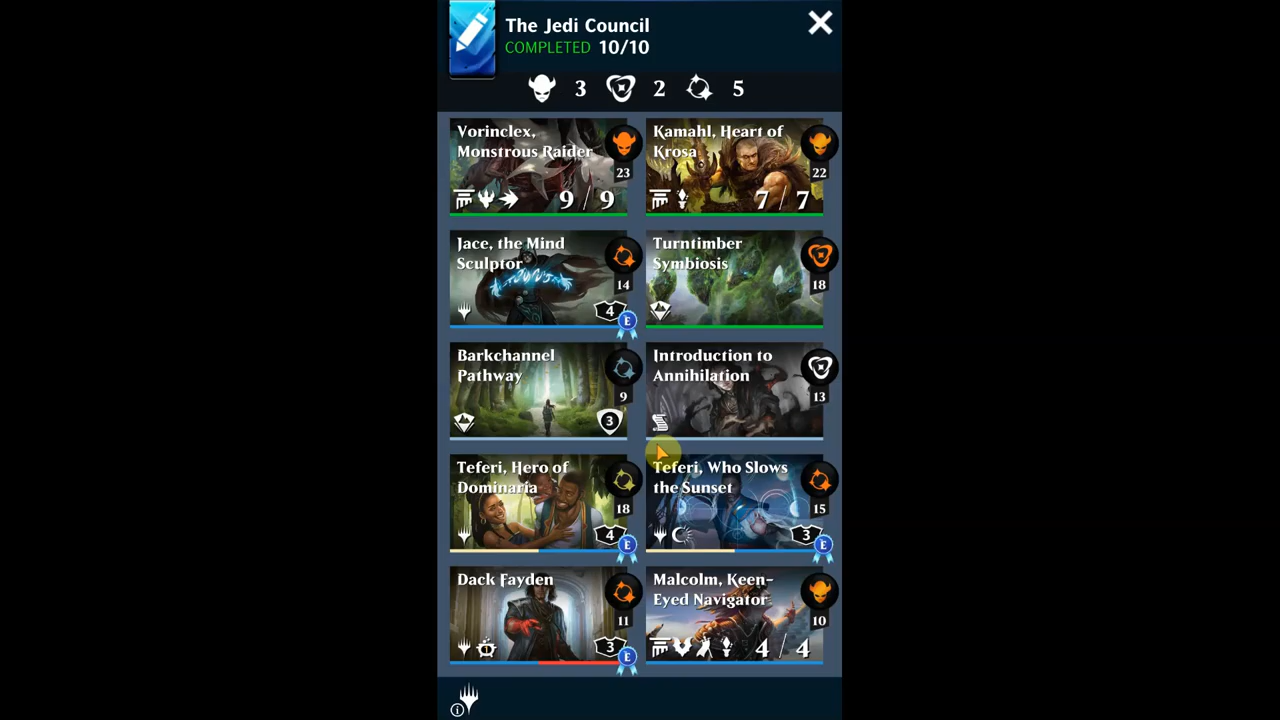 The Jedi Council
COMPLETED 10/10
3 2 5
Vorinclex,
Monstrous Raider
23
9 / 9
Kamahl, Heart of
Krosa
22
7 / 7
Jace, the Mind
Sculptor
14
4
E
Turntimber
Symbiosis
18
Barkchannel
Pathway
9
3
Introduction to
Annihilation
13
Teferi, Hero of
Dominaria
18
4
E
Teferi, Who Slows
the Sunset
15
3
E
Dack Fayden
11
1
3
E
Malcolm, Keen-
Eyed Navigator
10
4 / 4
i